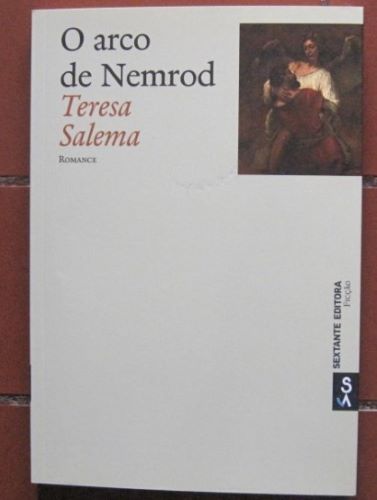 O arco
de Nemrod
Teresa
Salema
ROMANCE
SEXTANTE EDITORA
Ficção
S